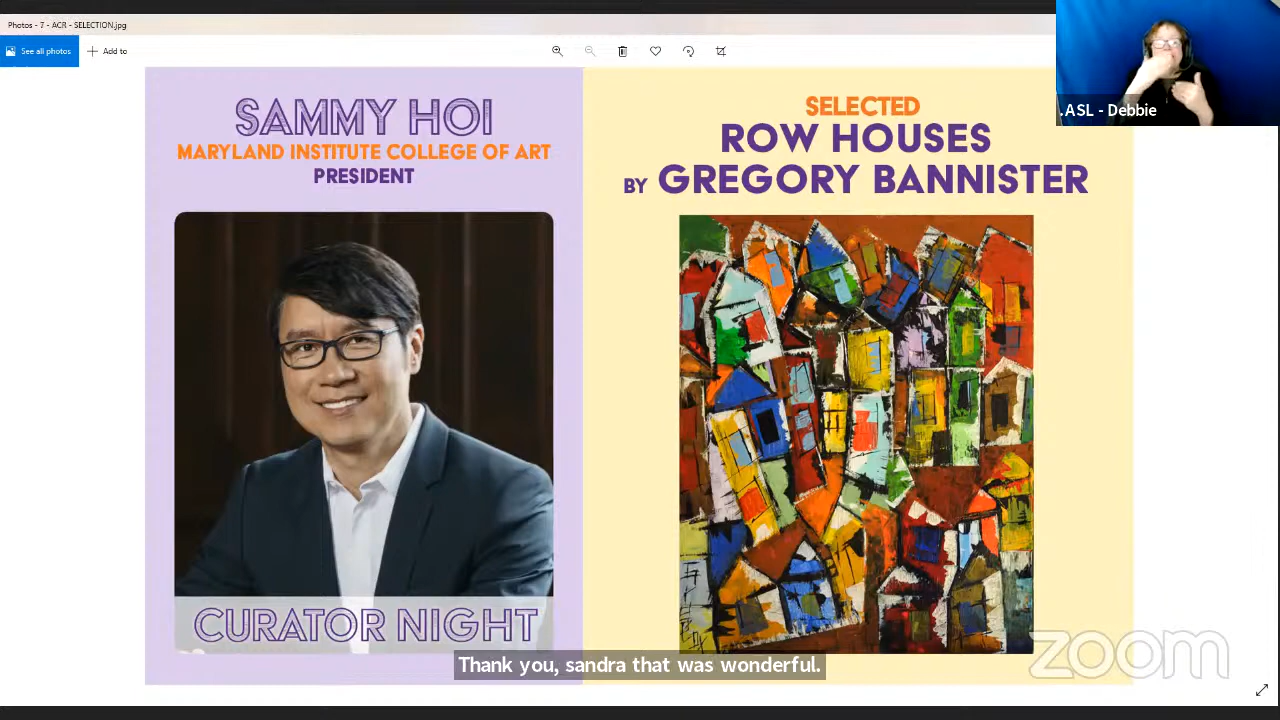 Photos - 7 - ACR - SELECTION.jpg
See all photos
Add to
.ASL - Debbie
SAMMY HOI
MARYLAND INSTITUTE COLLEGE OF ART
PRESIDENT
CURATOR NIGHT
SELECTED
ROW HOUSES
BY GREGORY BANNISTER
Thank you, sandra that was wonderful.
zoom